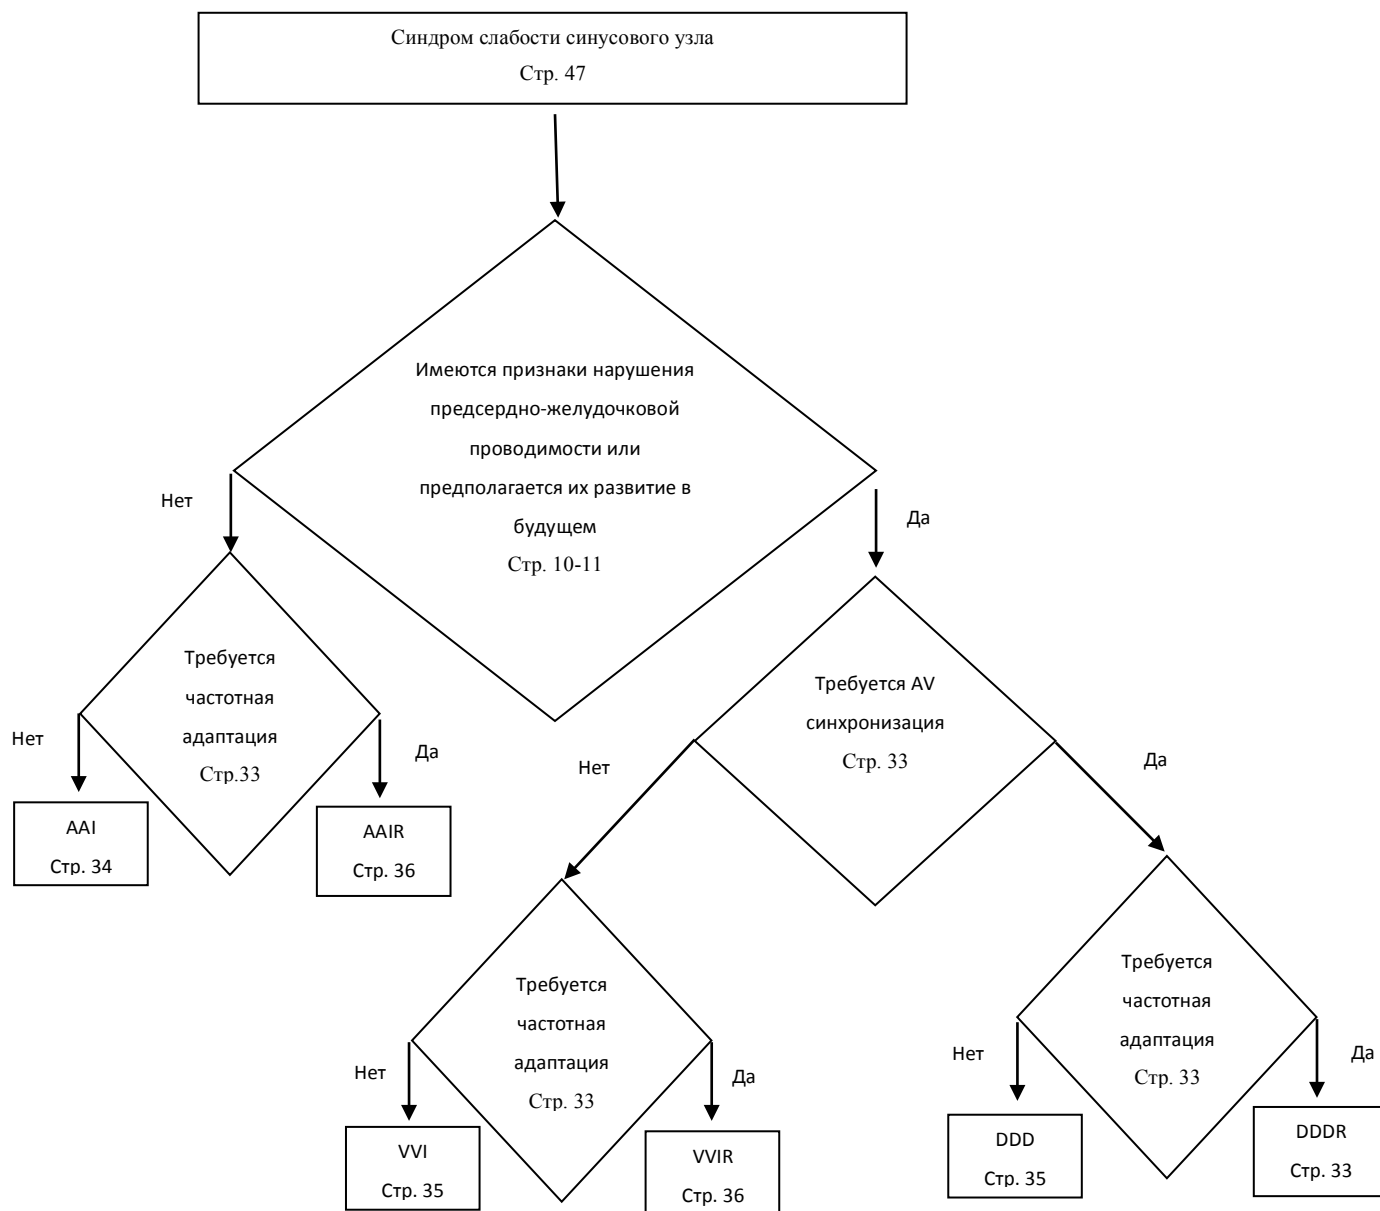 Синдром слабости синусового узла
Стр. 47
Имеются признаки нарушения
предсердно-желудочковой
проводимости или
предполагается их развитие в
будущем
Стр. 10-11
Нет
Да
Требуется
частотная
адаптация
Стр.33
Нет
Да
AAI
Стр. 34
AAIR
Стр. 36
Требуется AV
синхронизация
Стр. 33
Нет
Да
Требуется
частотная
адаптация
Стр. 33
Нет
Да
VVI
Стр. 35
VVIR
Стр. 36
Требуется
частотная
адаптация
Стр. 33
Нет
Да
DDD
Стр. 35
DDDR
Стр. 33